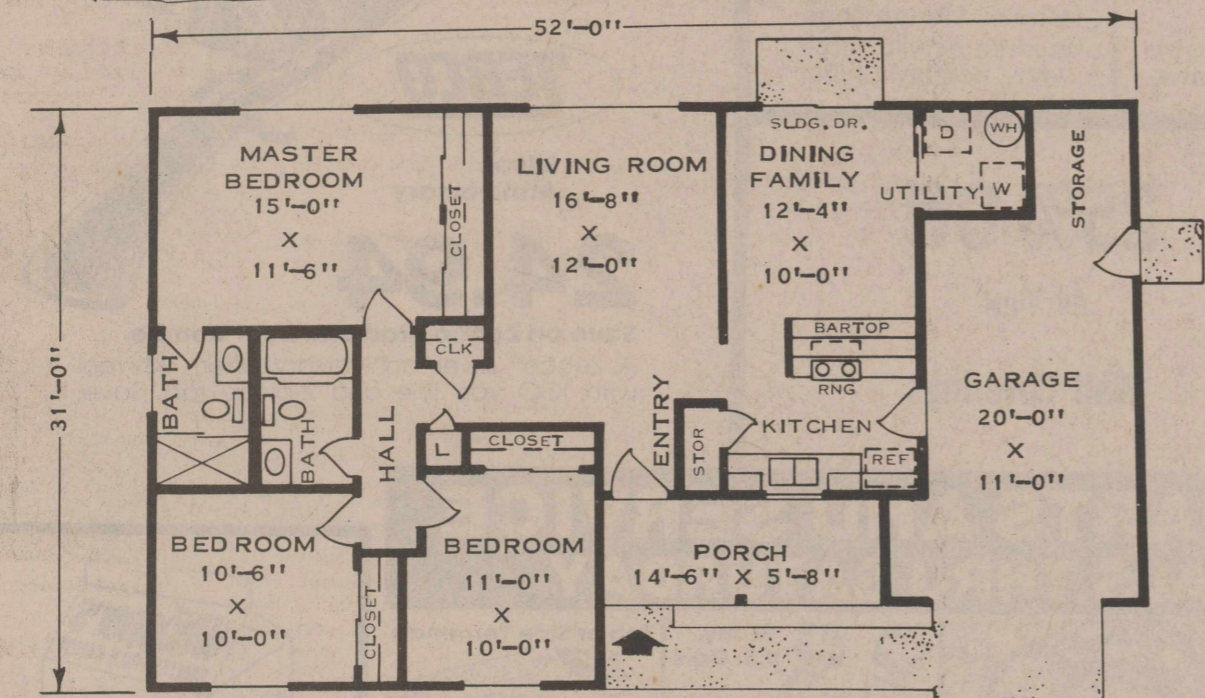 52'-0"
31'-0"
MASTER
BEDROOM
15'-0"
X
11'-6"
CLOSET
LIVING ROOM
16'-8"
X
12'-0"
SLDG. DR.
DINING
FAMILY
12'-4"
X
10'-0"
D
WH
W
UTILITY
STORAGE
BATH
BATH
HALL
CLK
L
CLOSET
ENTRY
STOR
BARTOP
RNG
KITCHEN
REF
GARAGE
20'-0"
X
11'-0"
BEDROOM
10'-6"
X
10'-0"
CLOSET
BEDROOM
11'-0"
X
10'-0"
PORCH
14'-6" X 5'-8"